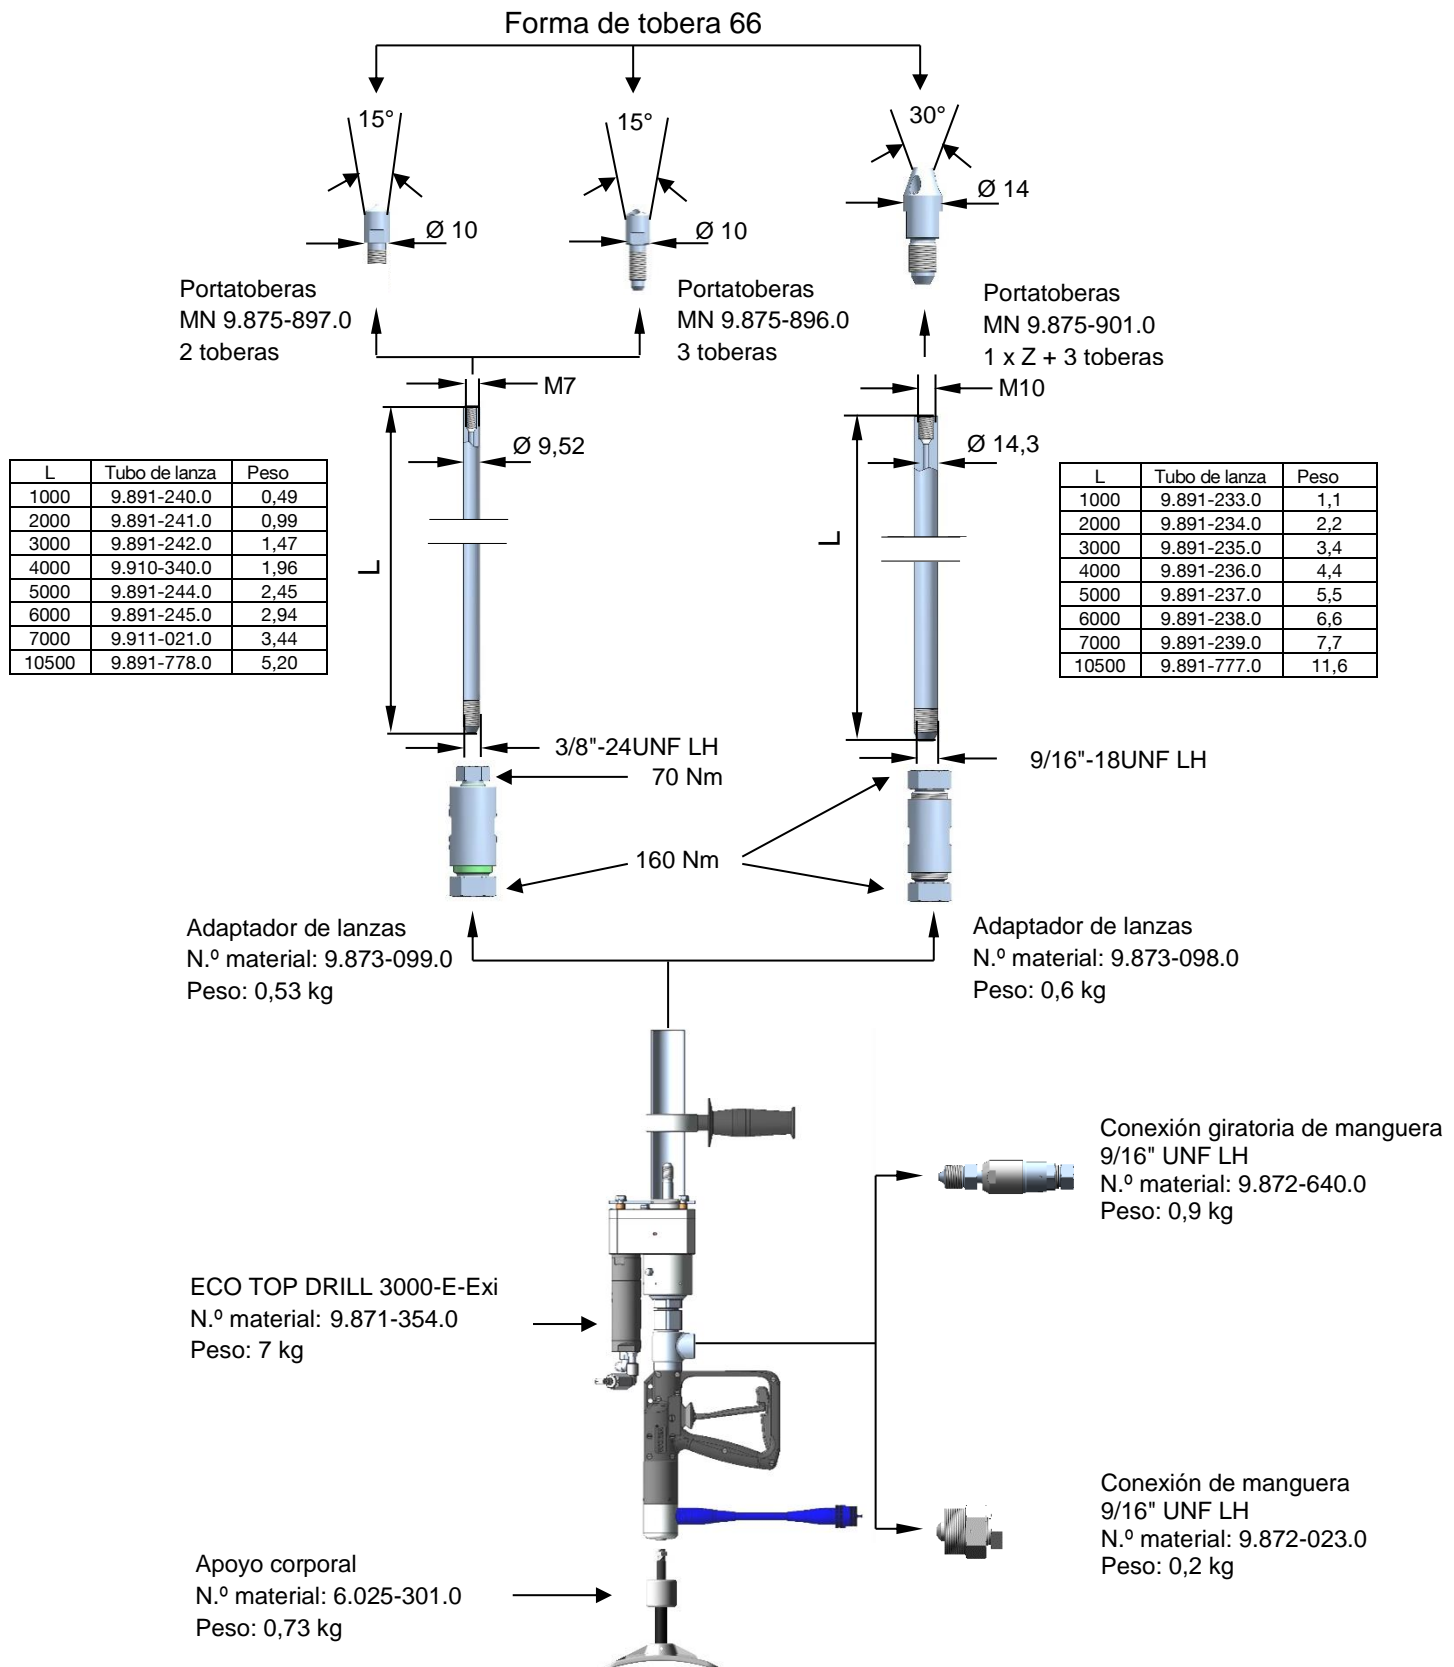 Forma de tobera 66
15°
15°
30°
Ø 10
Ø 10
Ø 14
Portatoberas
MN 9.875-897.0
2 toberas
Portatoberas
MN 9.875-896.0
3 toberas
Portatoberas
MN 9.875-901.0
1 x Z + 3 toberas
M7
M10
Ø 9,52
Ø 14,3
L
L
L Tubo de lanza Peso
1000 9.891-240.0 0,49
2000 9.891-241.0 0,99
3000 9.891-242.0 1,47
4000 9.910-340.0 1,96
5000 9.891-244.0 2,45
6000 9.891-245.0 2,94
7000 9.911-021.0 3,44
10500 9.891-778.0 5,20
L Tubo de lanza Peso
1000 9.891-233.0 1,1
2000 9.891-234.0 2,2
3000 9.891-235.0 3,4
4000 9.891-236.0 4,4
5000 9.891-237.0 5,5
6000 9.891-238.0 6,6
7000 9.891-239.0 7,7
10500 9.891-777.0 11,6
3/8"-24UNF LH
70 Nm
9/16"-18UNF LH
160 Nm
Adaptador de lanzas
N.º material: 9.873-099.0
Peso: 0,53 kg
Adaptador de lanzas
N.º material: 9.873-098.0
Peso: 0,6 kg
Conexión giratoria de manguera
9/16" UNF LH
N.º material: 9.872-640.0
Peso: 0,9 kg
ECO TOP DRILL 3000-E-Exi
N.º material: 9.871-354.0
Peso: 7 kg
Conexión de manguera
9/16" UNF LH
N.º material: 9.872-023.0
Peso: 0,2 kg
Apoyo corporal
N.º material: 6.025-301.0
Peso: 0,73 kg